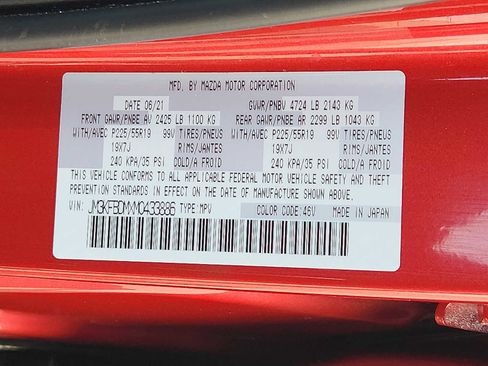 MFD. BY MAZDA MOTOR CORPORATION
DATE 06/21 GVWR/PNBV 4724 LB 2143 KG
FRONT GAWR/PNBE AV 2425 LB 1100 KG REAR GAWR/PNBE AR 2299 LB 1043 KG
WITH/AVEC P225/55R19 99V TIRES/PNEUS WITH/AVEC P225/55R19 99V TIRES/PNEUS
19X7J RIMS/JANTES 19X7J RIMS/JANTES
240 KPA/35 PSI COLD/A FROID 240 KPA/35 PSI COLD/A FROID
THIS VEHICLE CONFORMS TO ALL APPLICABLE FEDERAL MOTOR VEHICLE SAFETY AND THEFT
PREVENTION STANDARDS IN EFFECT ON THE DATE OF MANUFACTURE SHOWN ABOVE.
VIN: TYPE:MPV COLOR CODE:46V MADE IN JAPAN